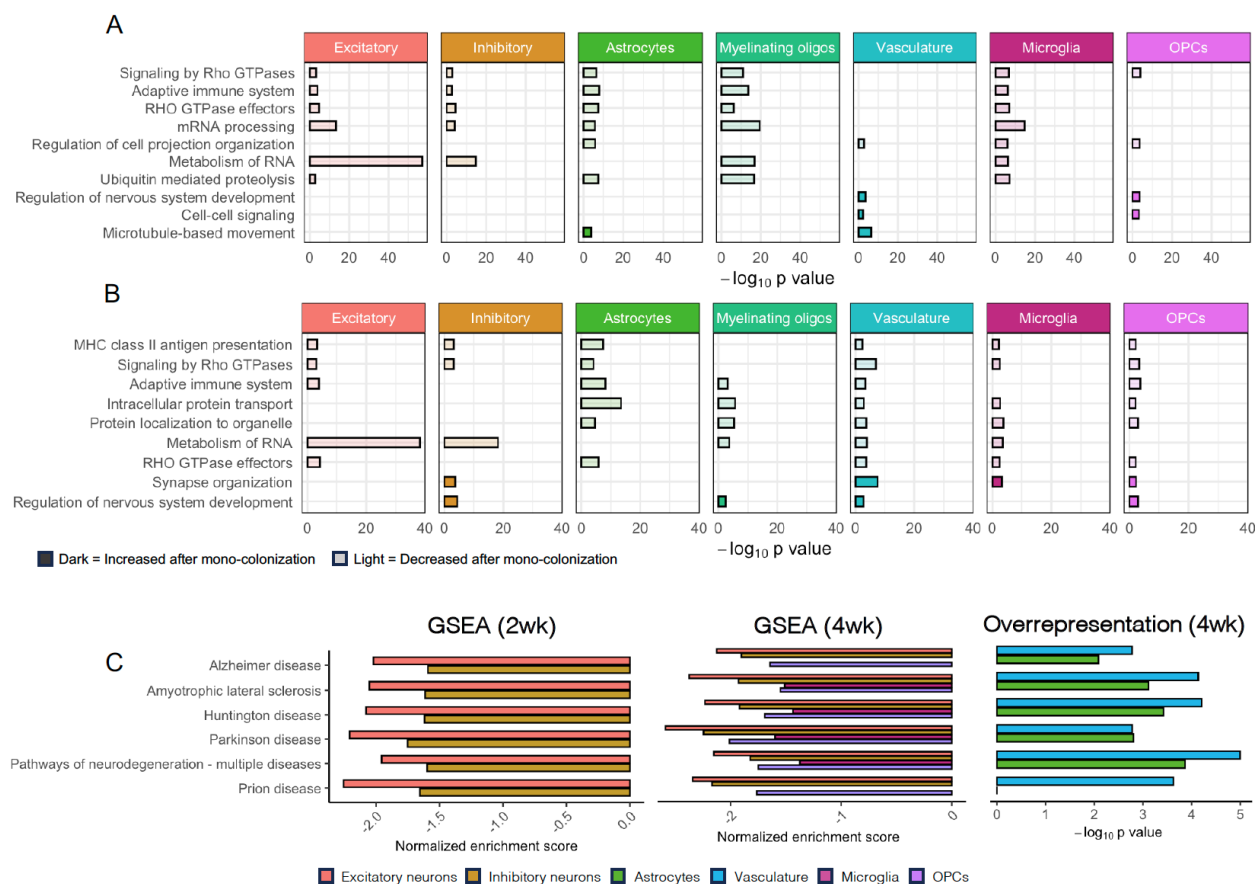 A
Excitatory Inhibitory Astrocytes Myelinating oligos Vasculature Microglia OPCs
Signaling by Rho GTPases
Adaptive immune system
RHO GTPase effectors
mRNA processing
Regulation of cell projection organization
Metabolism of RNA
Ubiquitin mediated proteolysis
Regulation of nervous system development
Cell-cell signaling
Microtubule-based movement
0 20 40 0 20 40 0 20 40 0 20 40 0 20 40 0 20 40 0 20 40
−log10 p value
B
Excitatory Inhibitory Astrocytes Myelinating oligos Vasculature Microglia OPCs
MHC class II antigen presentation
Signaling by Rho GTPases
Adaptive immune system
Intracellular protein transport
Protein localization to organelle
Metabolism of RNA
RHO GTPase effectors
Synapse organization
Regulation of nervous system development
0 20 40 0 20 40 0 20 40 0 20 40 0 20 40 0 20 40 0 20 40
−log10 p value
Dark = Increased after mono-colonization Light = Decreased after mono-colonization
C
GSEA (2wk) GSEA (4wk) Overrepresentation (4wk)
Alzheimer disease
Amyotrophic lateral sclerosis
Huntington disease
Parkinson disease
Pathways of neurodegeneration - multiple diseases
Prion disease
-2.0 -1.5 -1.0 -0.5 0.0 -2 -1 0 0 1 2 3 4 5
Normalized enrichment score Normalized enrichment score −log10 p value
Excitatory neurons Inhibitory neurons Astrocytes Vasculature Microglia OPCs